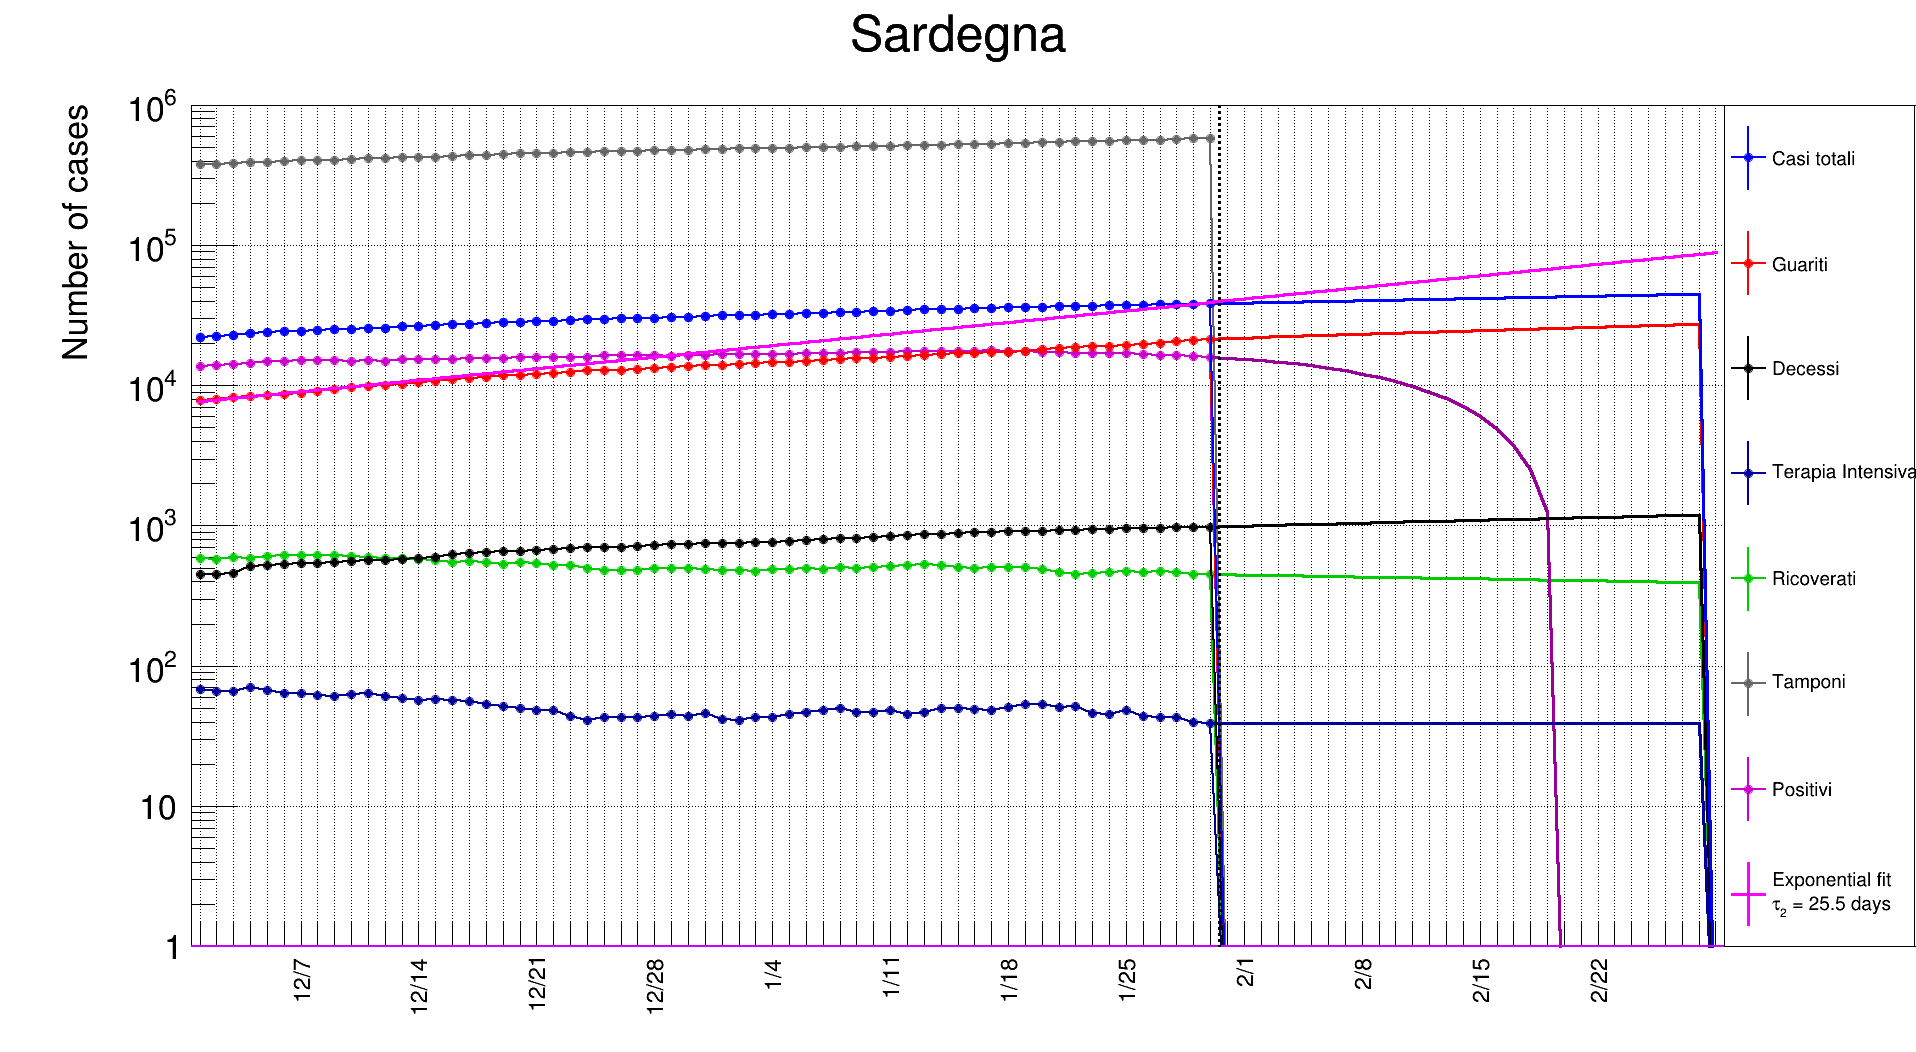 Sardegna
Number of cases
10^6
10^5
10^4
10^3
10^2
10
1
12/7
12/14
12/21
12/28
1/4
1/11
1/18
1/25
2/1
2/8
2/15
2/22
Casi totali
Guariti
Decessi
Terapia Intensiva
Ricoverati
Tamponi
Positivi
Exponential fit
τ_2 = 25.5 days